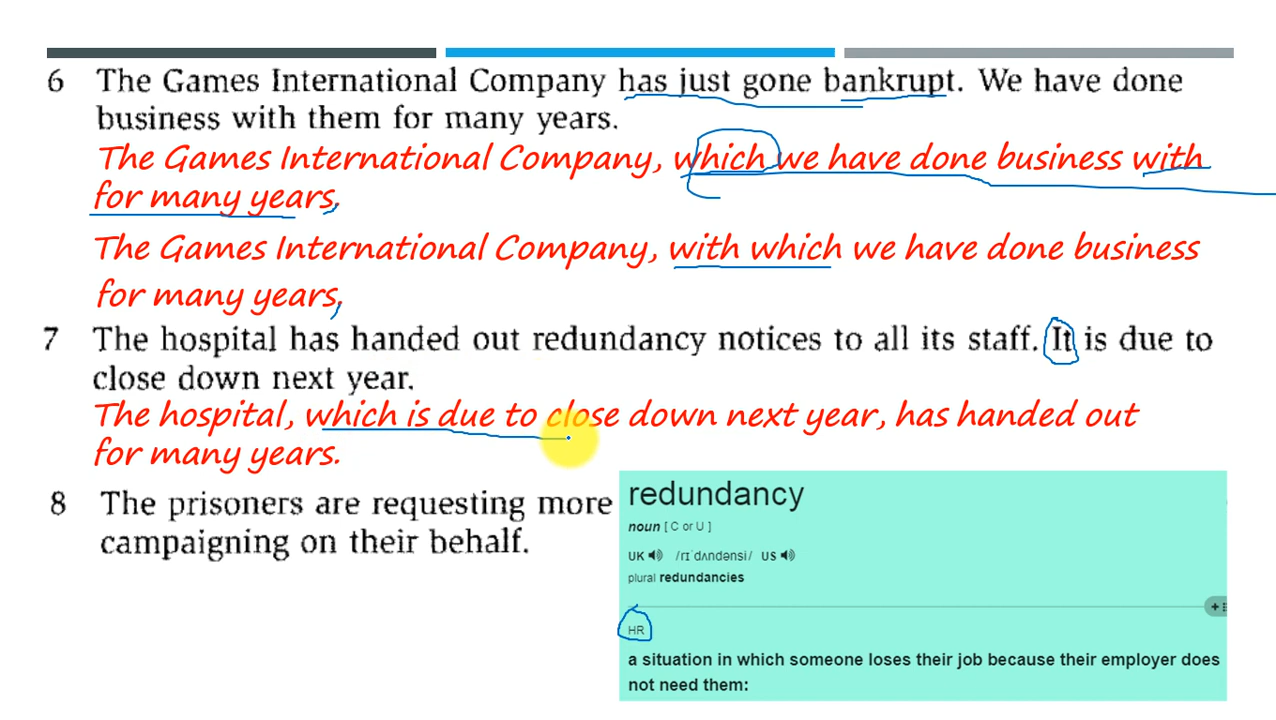 6 The Games International Company has just gone bankrupt. We have done
business with them for many years.
The Games International Company, which we have done business with
for many years,
The Games International Company, with which we have done business
for many years,
7 The hospital has handed out redundancy notices to all its staff. It is due to
close down next year.
The hospital, which is due to close down next year, has handed out
for many years.
8 The prisoners are requesting more
campaigning on their behalf.
redundancy
noun [ C or U ]
UK /rɪˈdʌndənsi/ US
plural redundancies
HR
a situation in which someone loses their job because their employer does
not need them: